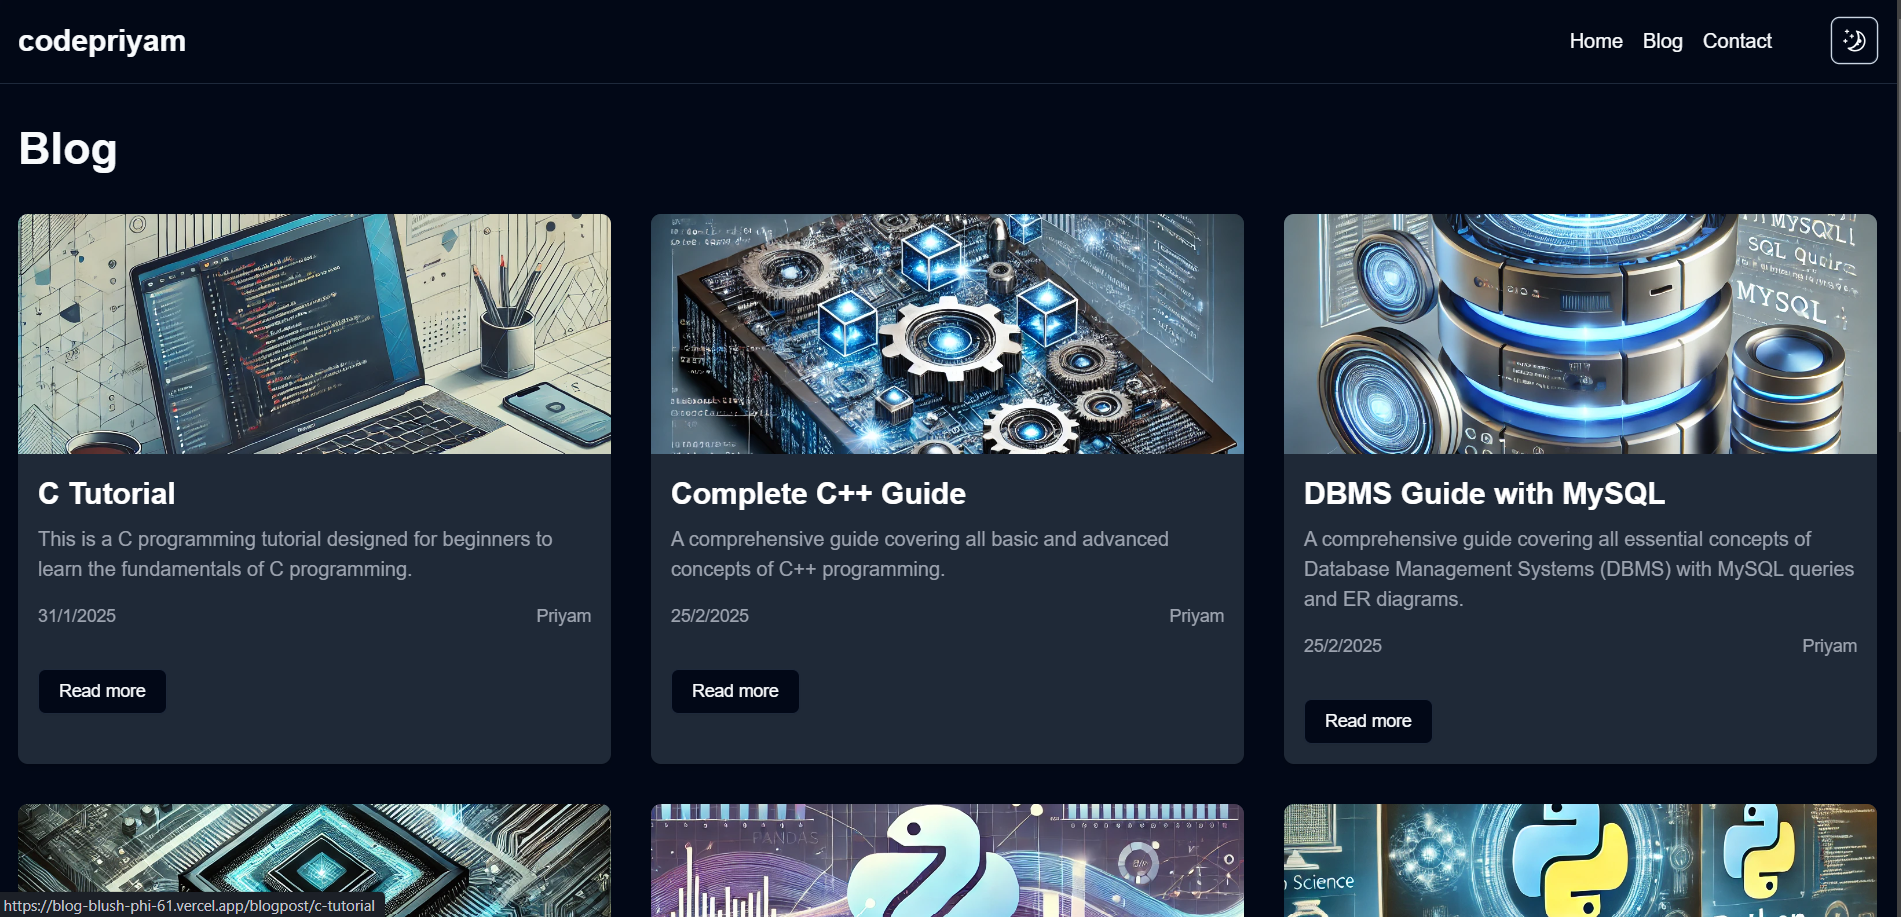 codepriyam
Home Blog Contact
Blog
MYSQL
C Tutorial
This is a C programming tutorial designed for beginners to
learn the fundamentals of C programming.
31/1/2025 Priyam
Read more
Complete C++ Guide
A comprehensive guide covering all basic and advanced
concepts of C++ programming.
25/2/2025 Priyam
Read more
DBMS Guide with MySQL
A comprehensive guide covering all essential concepts of
Database Management Systems (DBMS) with MySQL queries
and ER diagrams.
25/2/2025 Priyam
Read more
PANDAS
Science
https://blog-blush-phi-61.vercel.app/blogpost/c-tutorial